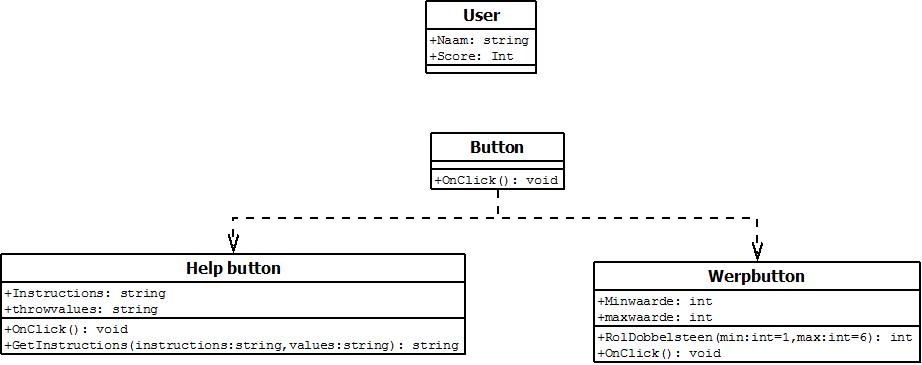 User
+Naam: string
+Score: Int
Button
+OnClick(): void
Help button
+Instructions: string
+throwvalues: string
+OnClick(): void
+GetInstructions(instructions:string,values:string): string
Werpbutton
+Minwaarde: int
+maxwaarde: int
+RolDobbelsteen(min:int=1,max:int=6): int
+OnClick(): void